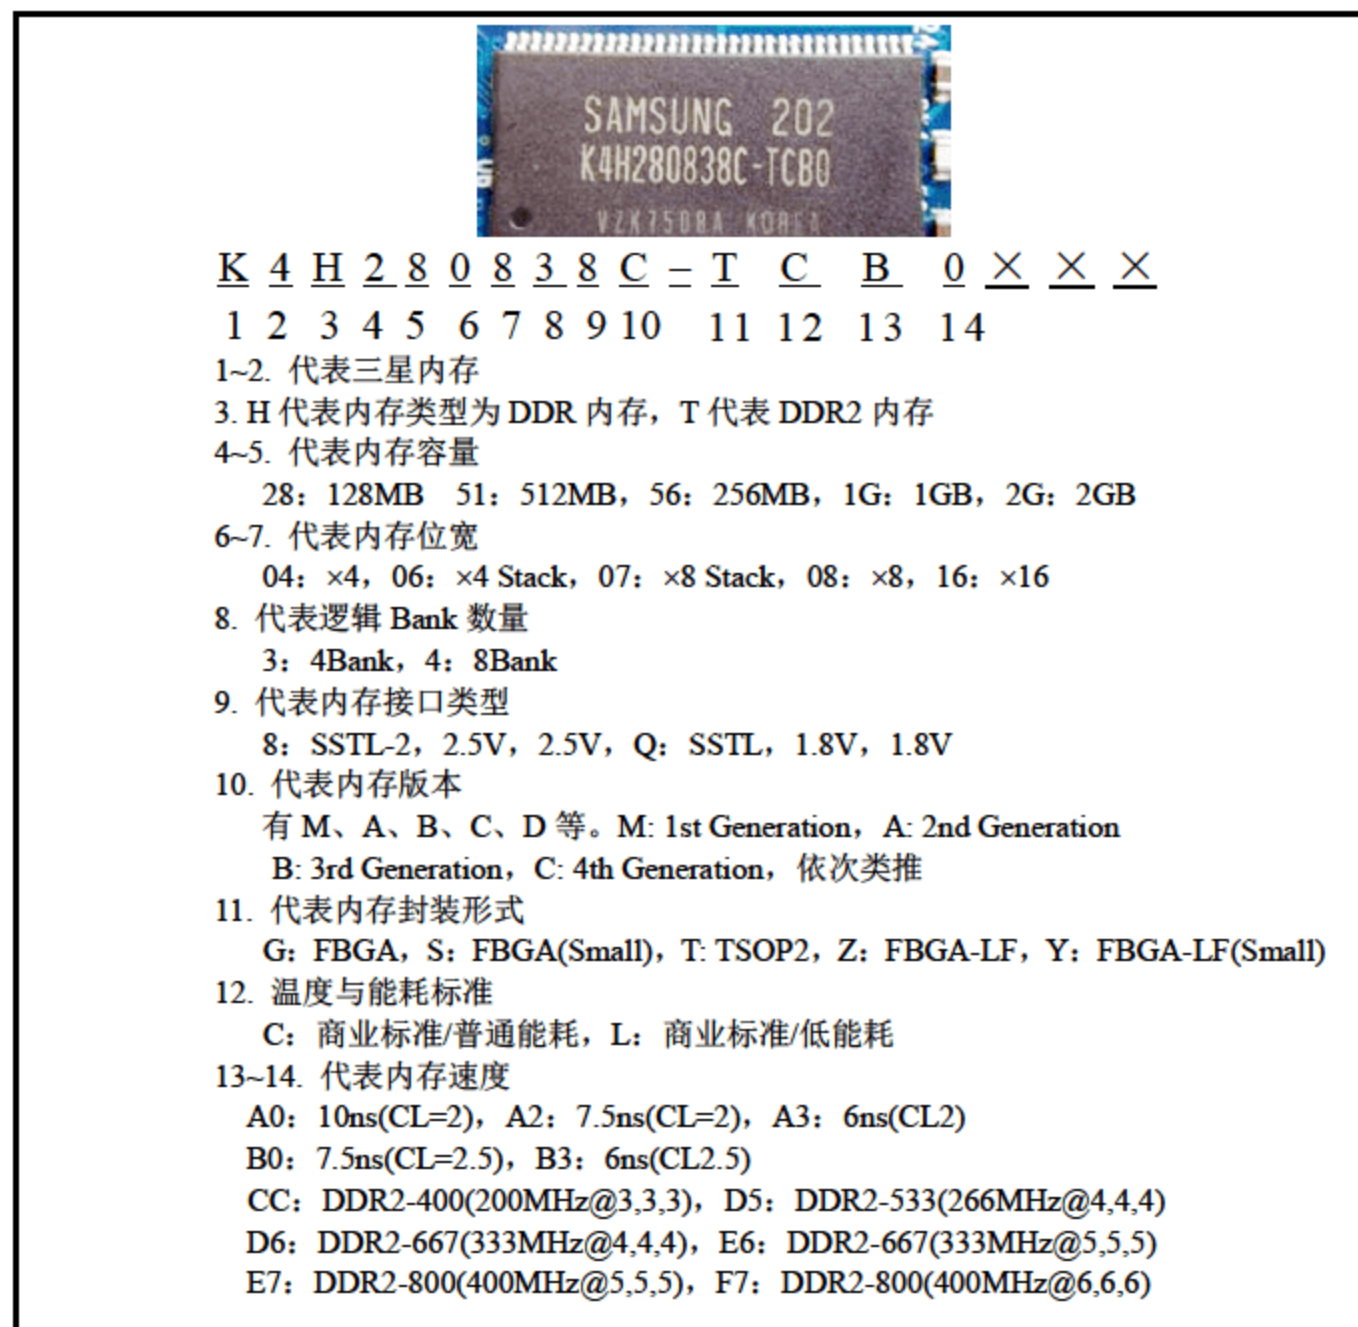 SAMSUNG 202
K4H280838C-TCB0
VZK7508A KOREA
K 4 H 2 8 0 8 3 8 C – T C B 0 × × ×
1 2 3 4 5 6 7 8 9 10 11 12 13 14
1~2. 代表三星内存
3. H 代表内存类型为 DDR 内存，T 代表 DDR2 内存
4~5. 代表内存容量
28：128MB 51：512MB，56：256MB，1G：1GB，2G：2GB
6~7. 代表内存位宽
04：×4，06：×4 Stack，07：×8 Stack，08：×8，16：×16
8. 代表逻辑 Bank 数量
3：4Bank，4：8Bank
9. 代表内存接口类型
8：SSTL-2，2.5V，2.5V，Q：SSTL，1.8V，1.8V
10. 代表内存版本
有 M、A、B、C、D 等。M: 1st Generation，A: 2nd Generation
B: 3rd Generation，C: 4th Generation，依次类推
11. 代表内存封装形式
G：FBGA，S：FBGA(Small)，T: TSOP2，Z：FBGA-LF，Y：FBGA-LF(Small)
12. 温度与能耗标准
C：商业标准/普通能耗，L：商业标准/低能耗
13~14. 代表内存速度
A0：10ns(CL=2)，A2：7.5ns(CL=2)，A3：6ns(CL2)
B0：7.5ns(CL=2.5)，B3：6ns(CL2.5)
CC：DDR2-400(200MHz@3,3,3)，D5：DDR2-533(266MHz@4,4,4)
D6：DDR2-667(333MHz@4,4,4)，E6：DDR2-667(333MHz@5,5,5)
E7：DDR2-800(400MHz@5,5,5)，F7：DDR2-800(400MHz@6,6,6)